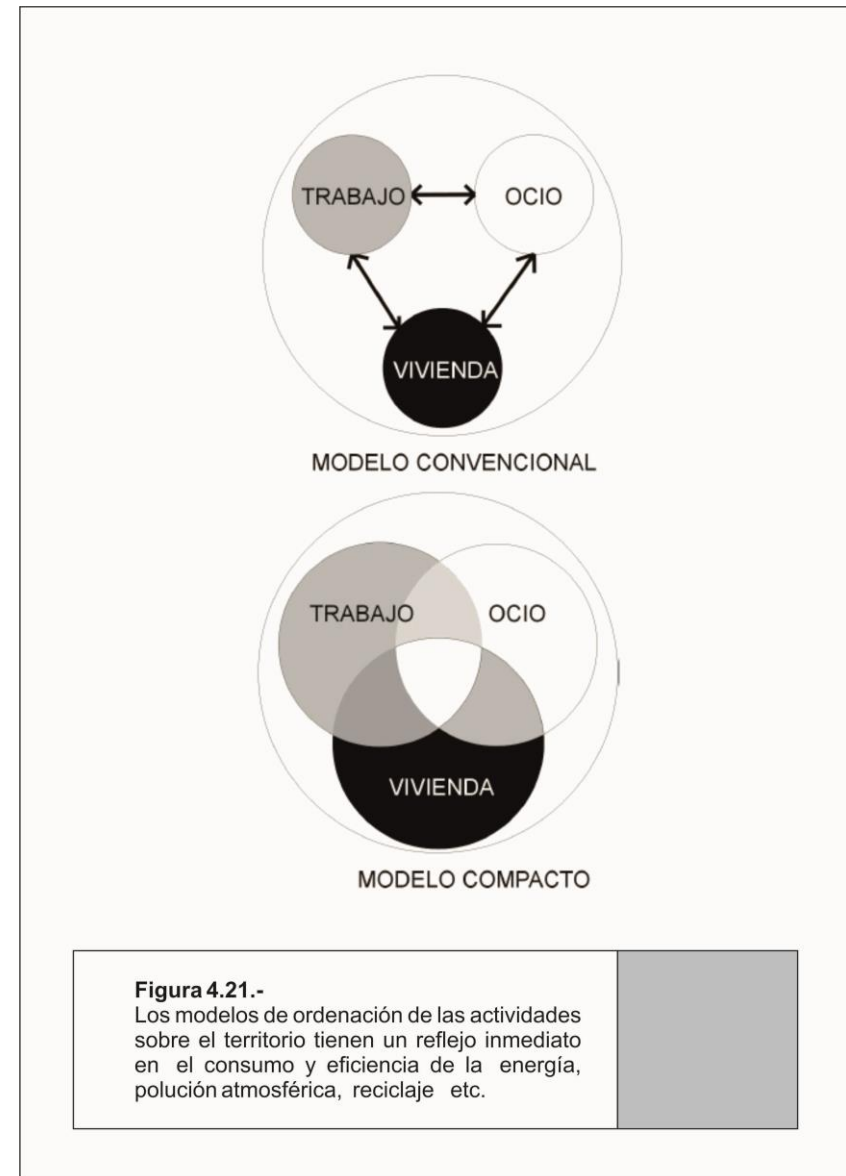 TRABAJO OCIO
VIVIENDA
MODELO CONVENCIONAL
TRABAJO OCIO
VIVIENDA
MODELO COMPACTO
Figura 4.21.-
Los modelos de ordenación de las actividades
sobre el territorio tienen un reflejo inmediato
en el consumo y eficiencia de la energía,
polución atmosférica, reciclaje etc.